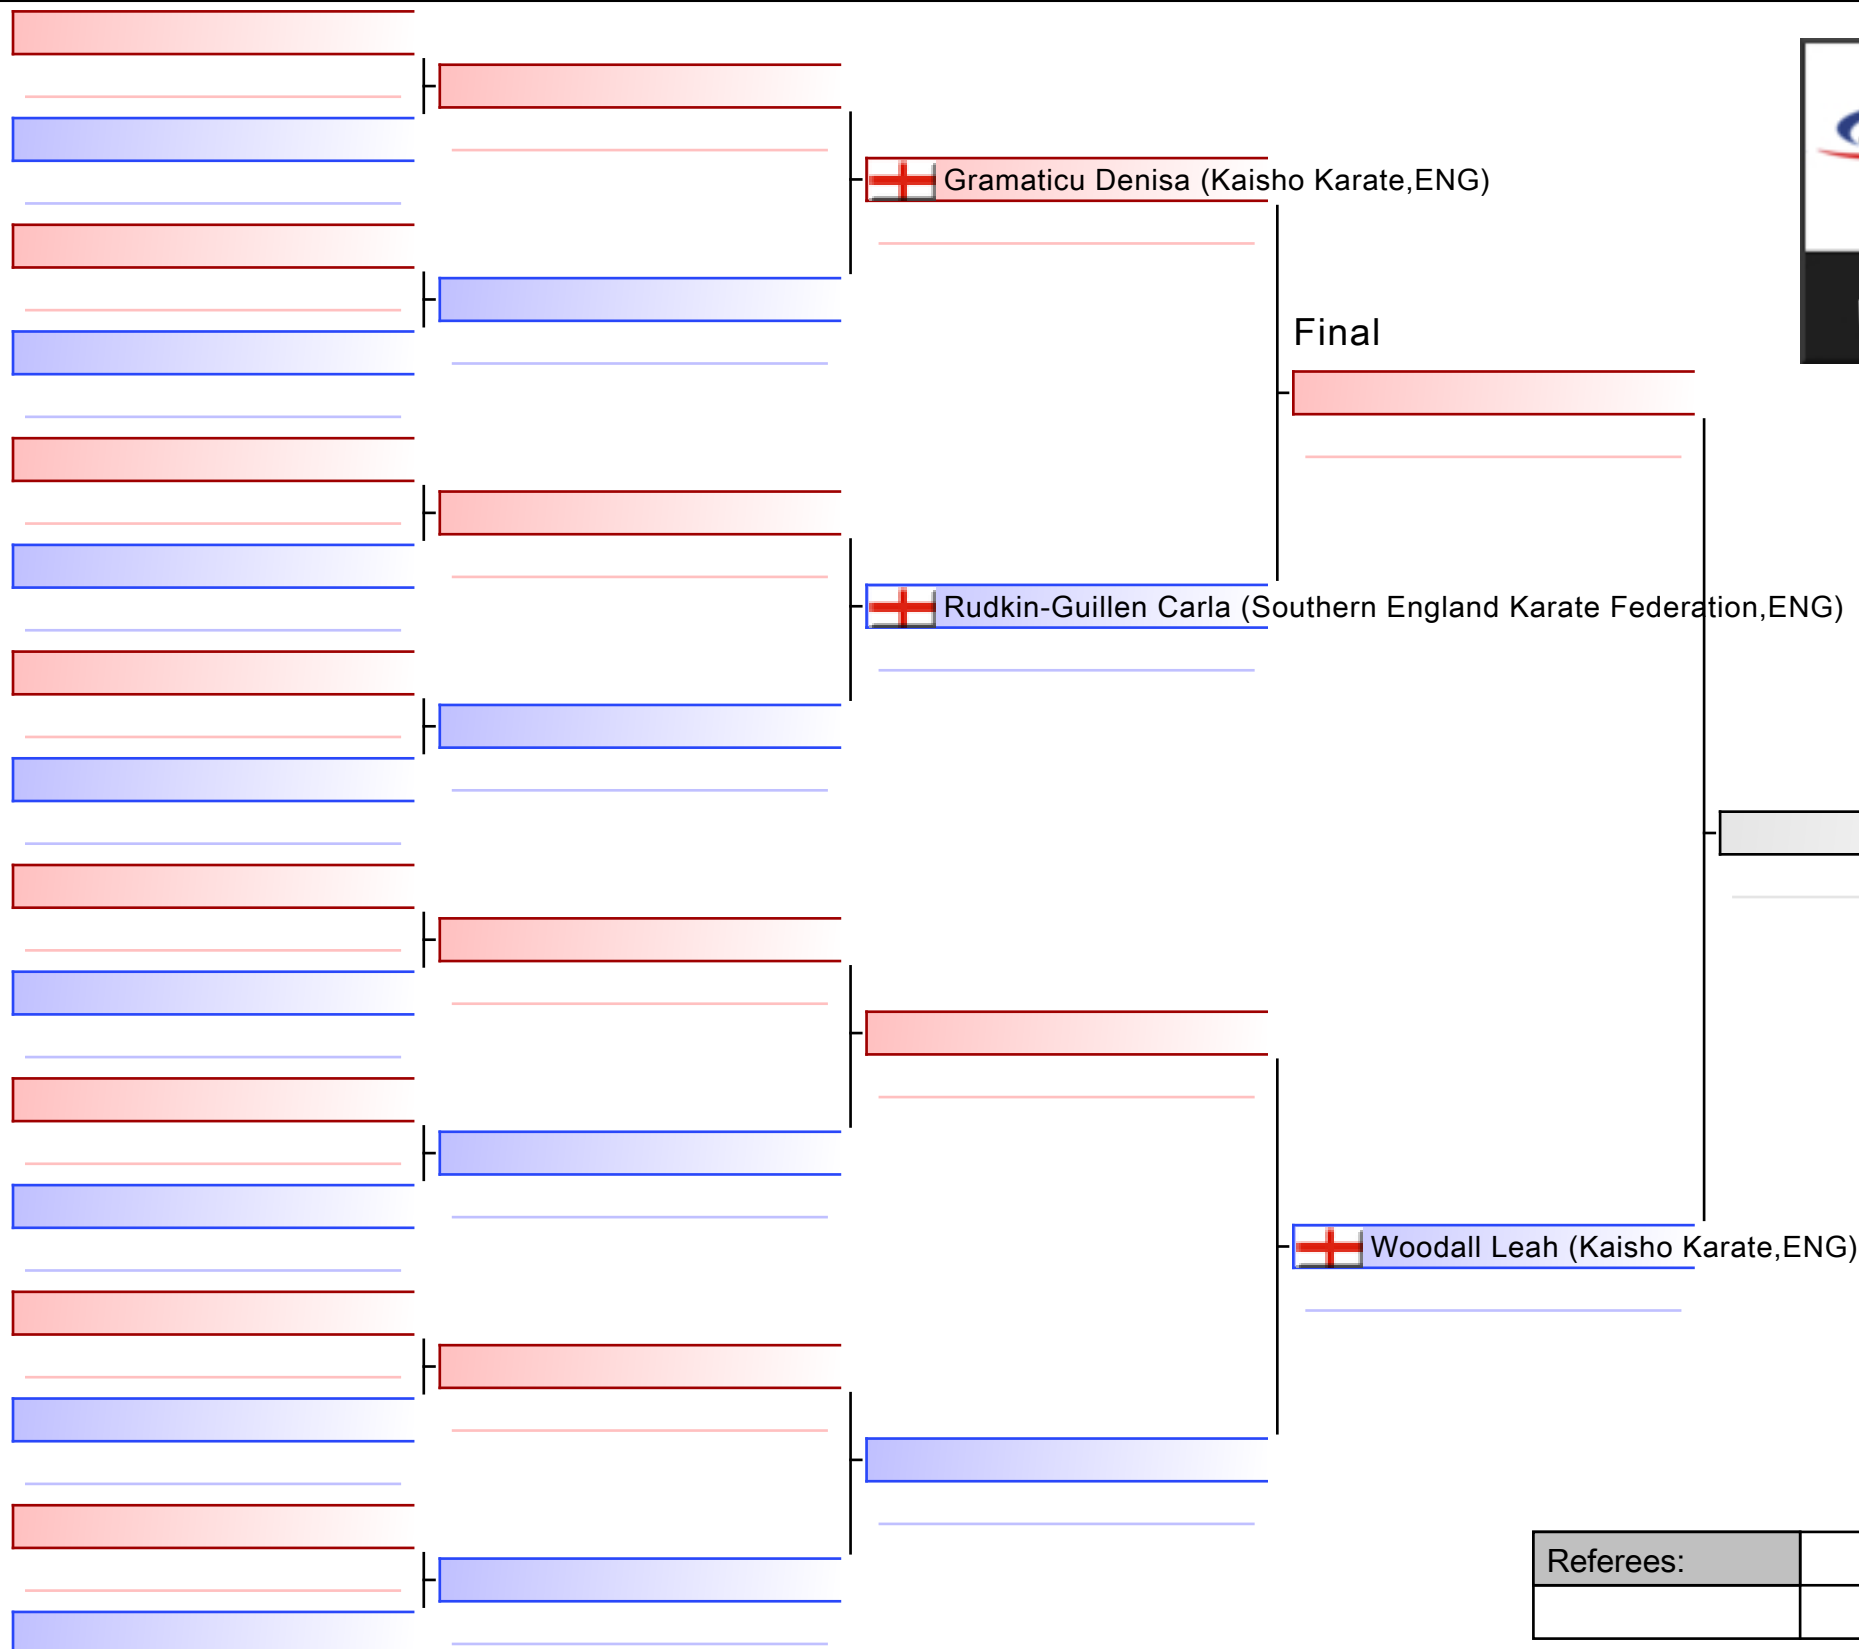 Gramaticu Denisa (Kaisho Karate,ENG)
Final
Rudkin-Guillen Carla (Southern England Karate Federation,ENG)
Woodall Leah (Kaisho Karate,ENG)
Referees: